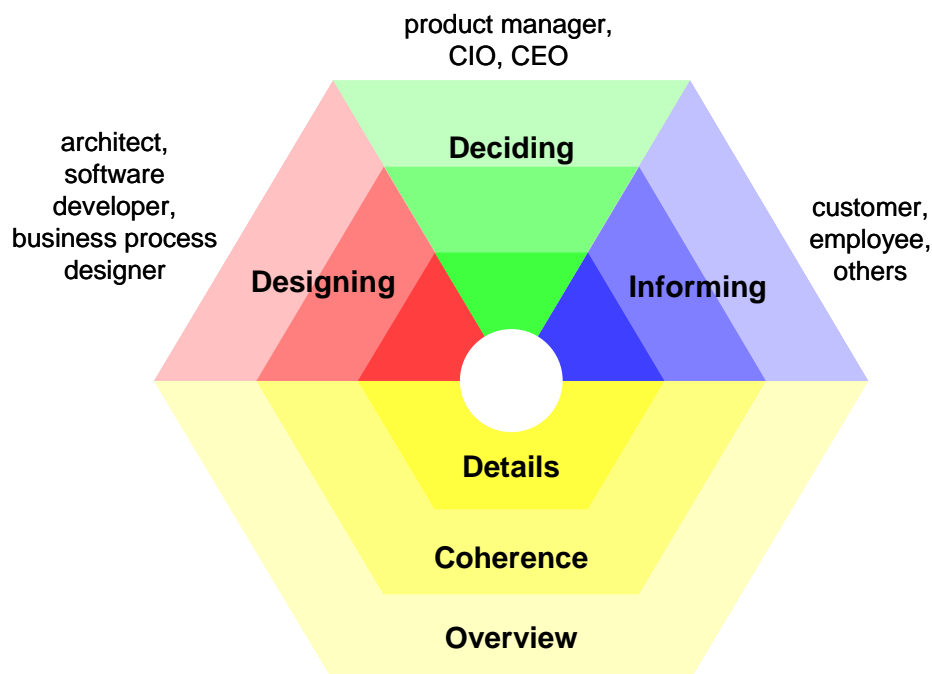 product manager,
CIO, CEO
architect,
software
developer,
business process
designer
Deciding
customer,
employee,
others
Designing
Informing
Details
Coherence
Overview